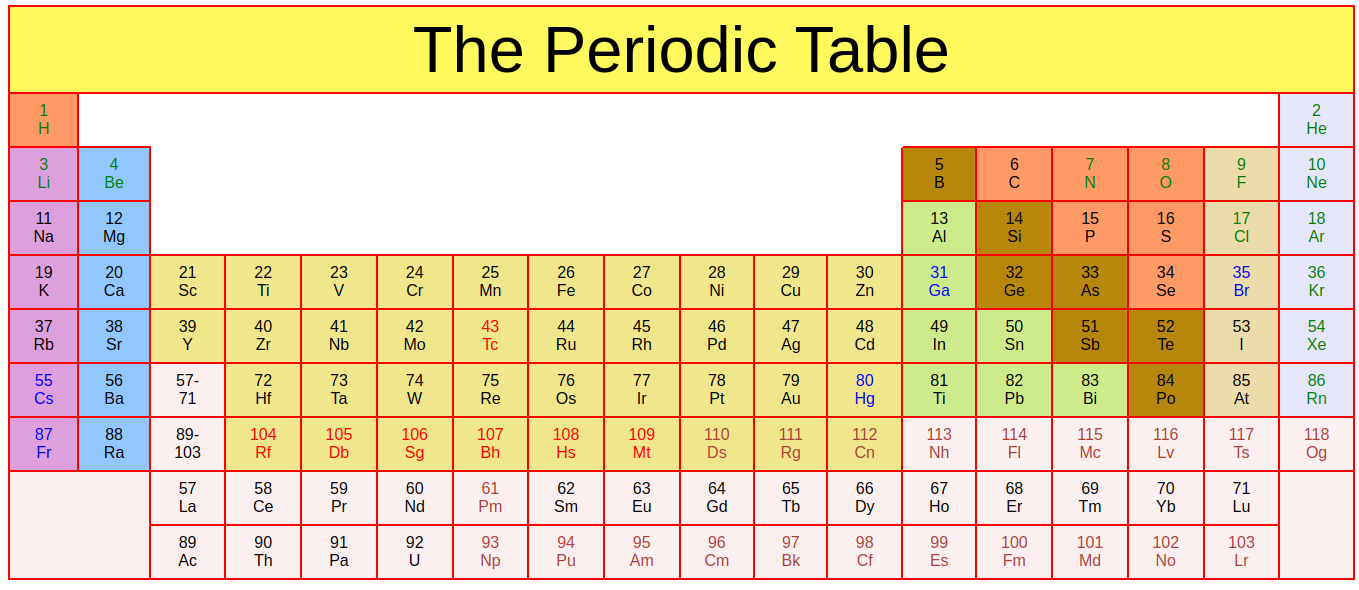 The Periodic Table
1 2
H He
3 4 5 6 7 8 9 10
Li Be B C N O F Ne
11 12 13 14 15 16 17 18
Na Mg Al Si P S Cl Ar
19 20 21 22 23 24 25 26 27 28 29 30 31 32 33 34 35 36
K Ca Sc Ti V Cr Mn Fe Co Ni Cu Zn Ga Ge As Se Br Kr
37 38 39 40 41 42 43 44 45 46 47 48 49 50 51 52 53 54
Rb Sr Y Zr Nb Mo Tc Ru Rh Pd Ag Cd In Sn Sb Te I Xe
55 56 57- 72 73 74 75 76 77 78 79 80 81 82 83 84 85 86
Cs Ba 71 Hf Ta W Re Os Ir Pt Au Hg Ti Pb Bi Po At Rn
87 88 89- 104 105 106 107 108 109 110 111 112 113 114 115 116 117 118
Fr Ra 103 Rf Db Sg Bh Hs Mt Ds Rg Cn Nh Fl Mc Lv Ts Og
57 58 59 60 61 62 63 64 65 66 67 68 69 70 71
La Ce Pr Nd Pm Sm Eu Gd Tb Dy Ho Er Tm Yb Lu
89 90 91 92 93 94 95 96 97 98 99 100 101 102 103
Ac Th Pa U Np Pu Am Cm Bk Cf Es Fm Md No Lr